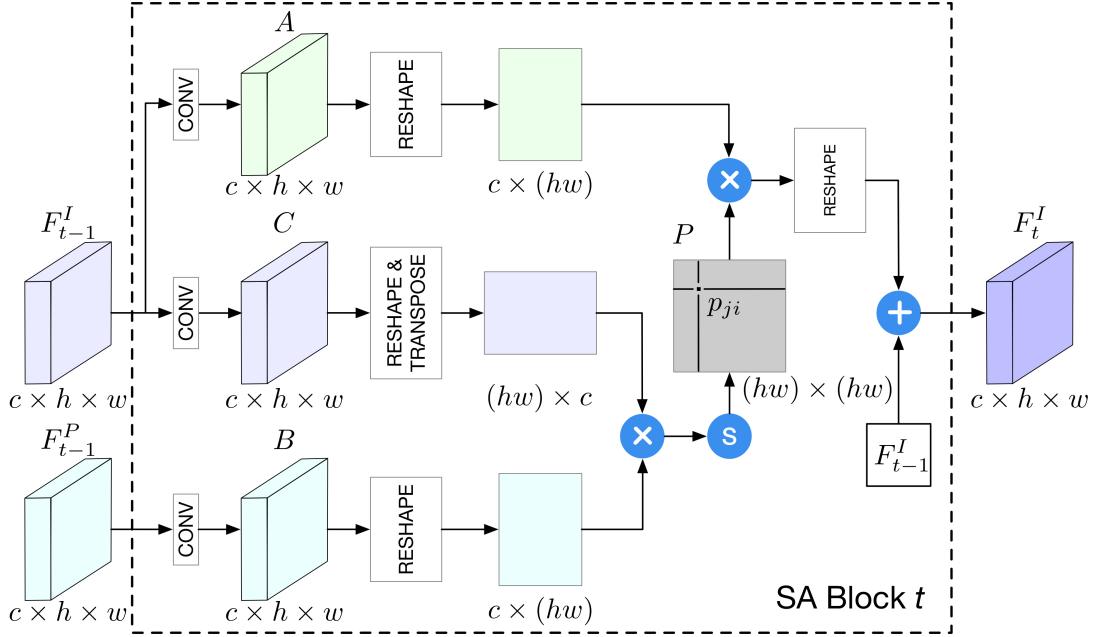 A
CONV
RESHAPE
c × h × w
c × (hw)
×
RESHAPE
F^I_{t-1}
C
P
F^I_t
CONV
RESHAPE &
TRANSPOSE
p_{ji}
+
c × h × w
c × h × w
(hw) × c
(hw) × (hw)
c × h × w
F^P_{t-1}
B
×
S
F^I_{t-1}
CONV
RESHAPE
c × h × w
c × h × w
c × (hw)
SA Block t